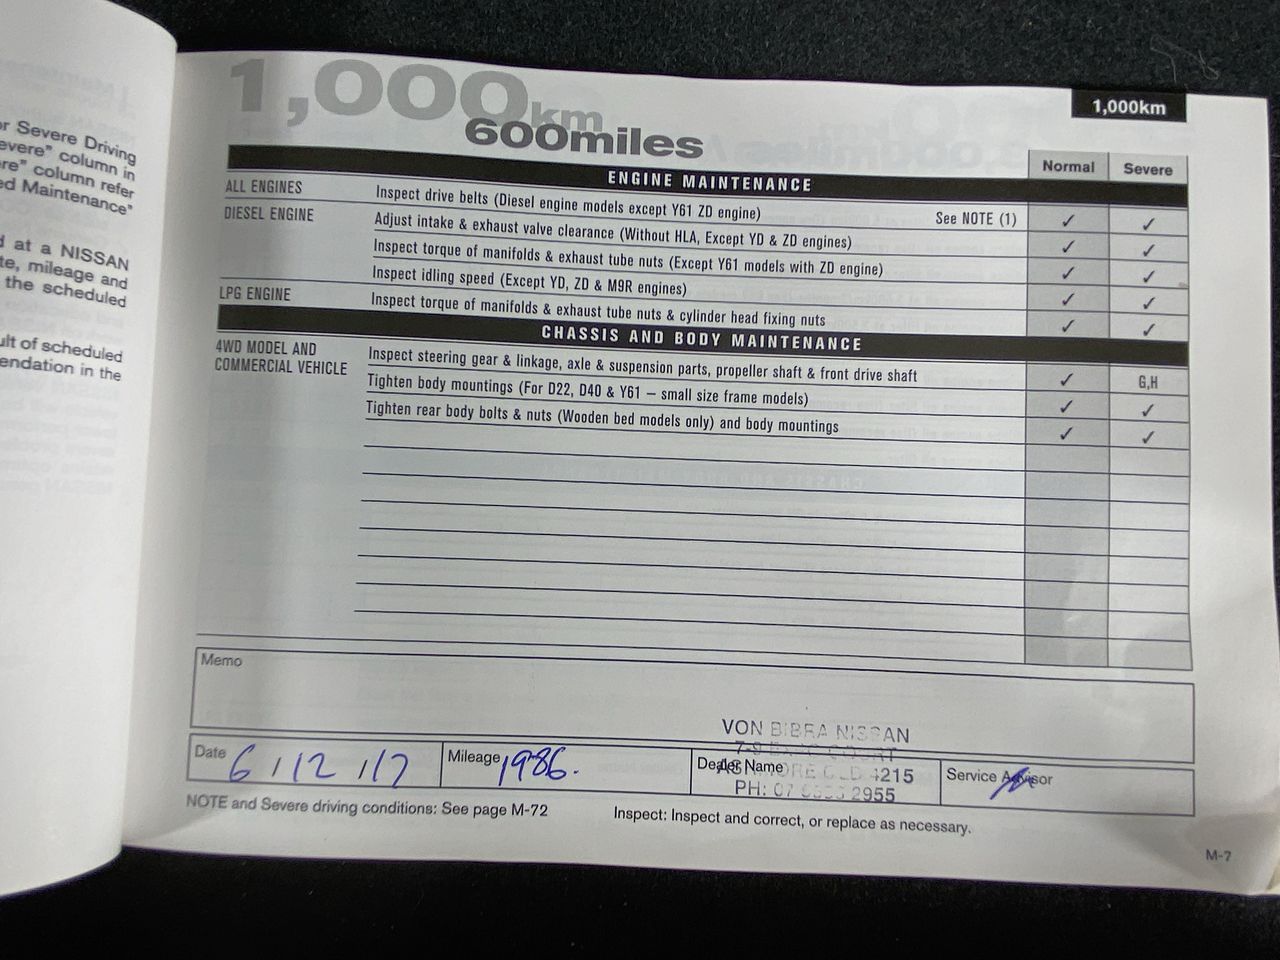 or Severe Driving
evere" column in
re" column refer
ed Maintenance"
d at a NISSAN
te, mileage and
the scheduled
ult of scheduled
endation in the
1,000km
600miles
1,000km
ENGINE MAINTENANCE Normal Severe
ALL ENGINES Inspect drive belts (Diesel engine models except Y61 ZD engine) See NOTE (1) ✓ ✓
DIESEL ENGINE Adjust intake & exhaust valve clearance (Without HLA, Except YD & ZD engines) ✓ ✓
Inspect torque of manifolds & exhaust tube nuts (Except Y61 models with ZD engine) ✓ ✓
Inspect idling speed (Except YD, ZD & M9R engines) ✓ ✓
LPG ENGINE Inspect torque of manifolds & exhaust tube nuts & cylinder head fixing nuts ✓ ✓
CHASSIS AND BODY MAINTENANCE
4WD MODEL AND
COMMERCIAL VEHICLE
Inspect steering gear & linkage, axle & suspension parts, propeller shaft & front drive shaft ✓ G,H
Tighten body mountings (For D22, D40 & Y61 – small size frame models) ✓ ✓
Tighten rear body bolts & nuts (Wooden bed models only) and body mountings ✓ ✓
Memo
VON BIBRA NISSAN
COURT
ASHMORE QLD 4215
PH: 07 2955
Date 6/12/17 Mileage 1986. Dealer Name Service Advisor
NOTE and Severe driving conditions: See page M-72 Inspect: Inspect and correct, or replace as necessary.
M-7